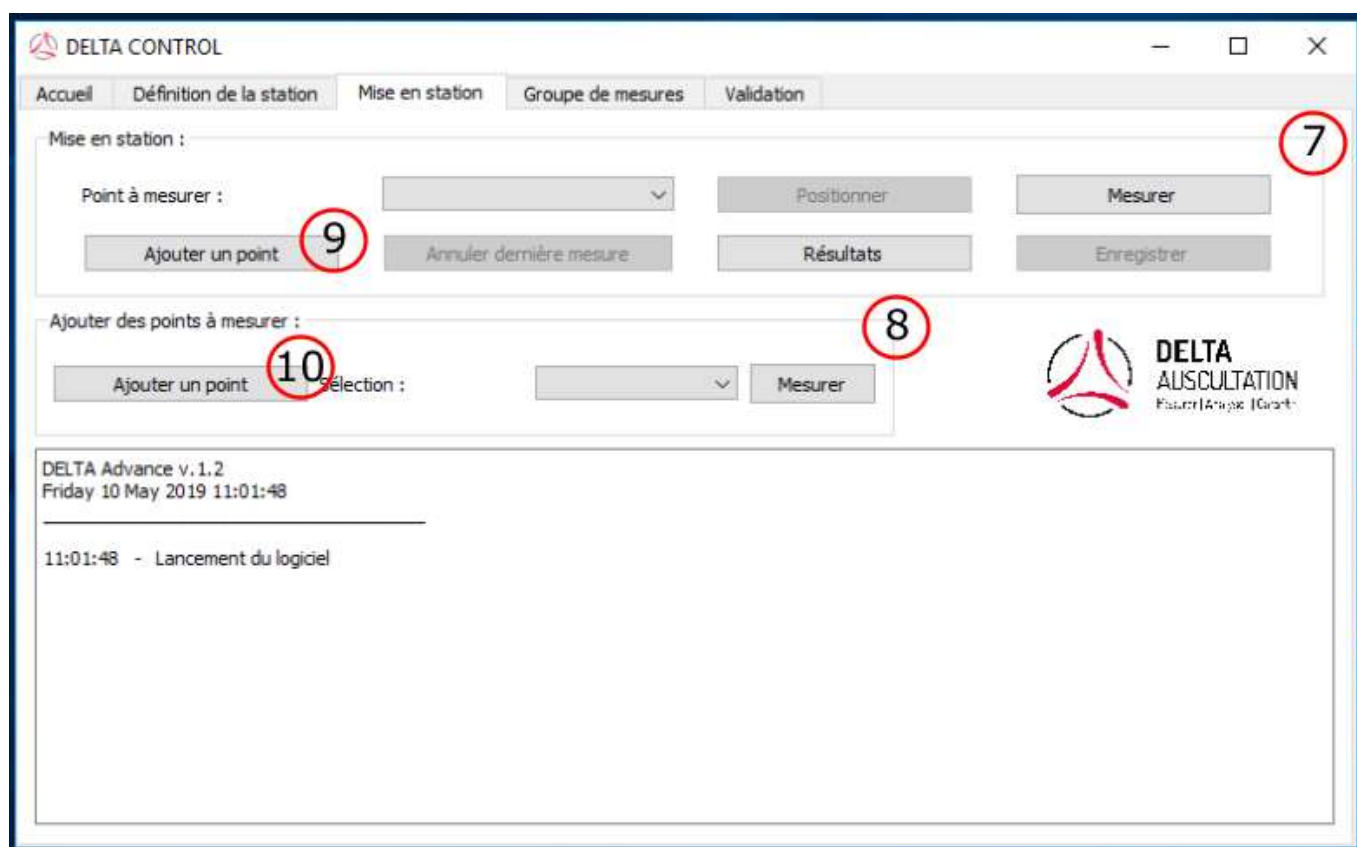 DELTA CONTROL
Accueil Définition de la station Mise en station Groupe de mesures Validation
Mise en station :
7
Point à mesurer : Positionner Mesurer
Ajouter un point 9 Annuler dernière mesure Résultats Enregistrer
Ajouter des points à mesurer :
8
Ajouter un point 10 Sélection : Mesurer
DELTA
AUSCULTATION
DELTA Advance v.1.2
Friday 10 May 2019 11:01:48
11:01:48 - Lancement du logiciel